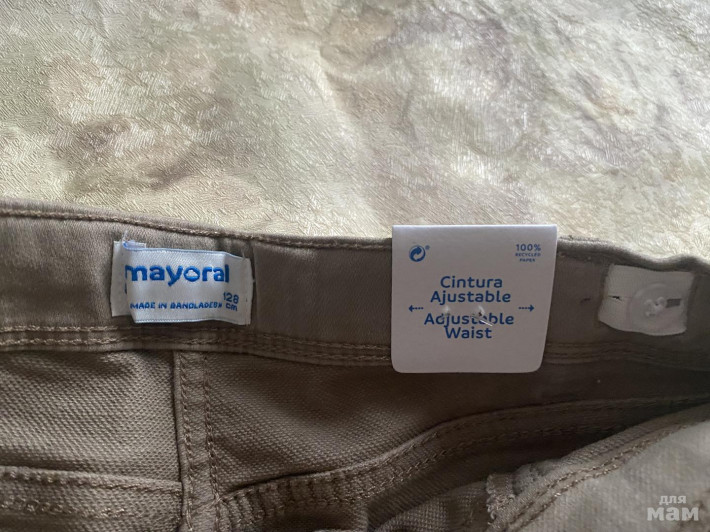 mayoral
128
MADE IN BANGLADESH
cm
100%
RECYCLED
PAPER
Cintura
Ajustable
Adjustable
Waist
для
мам